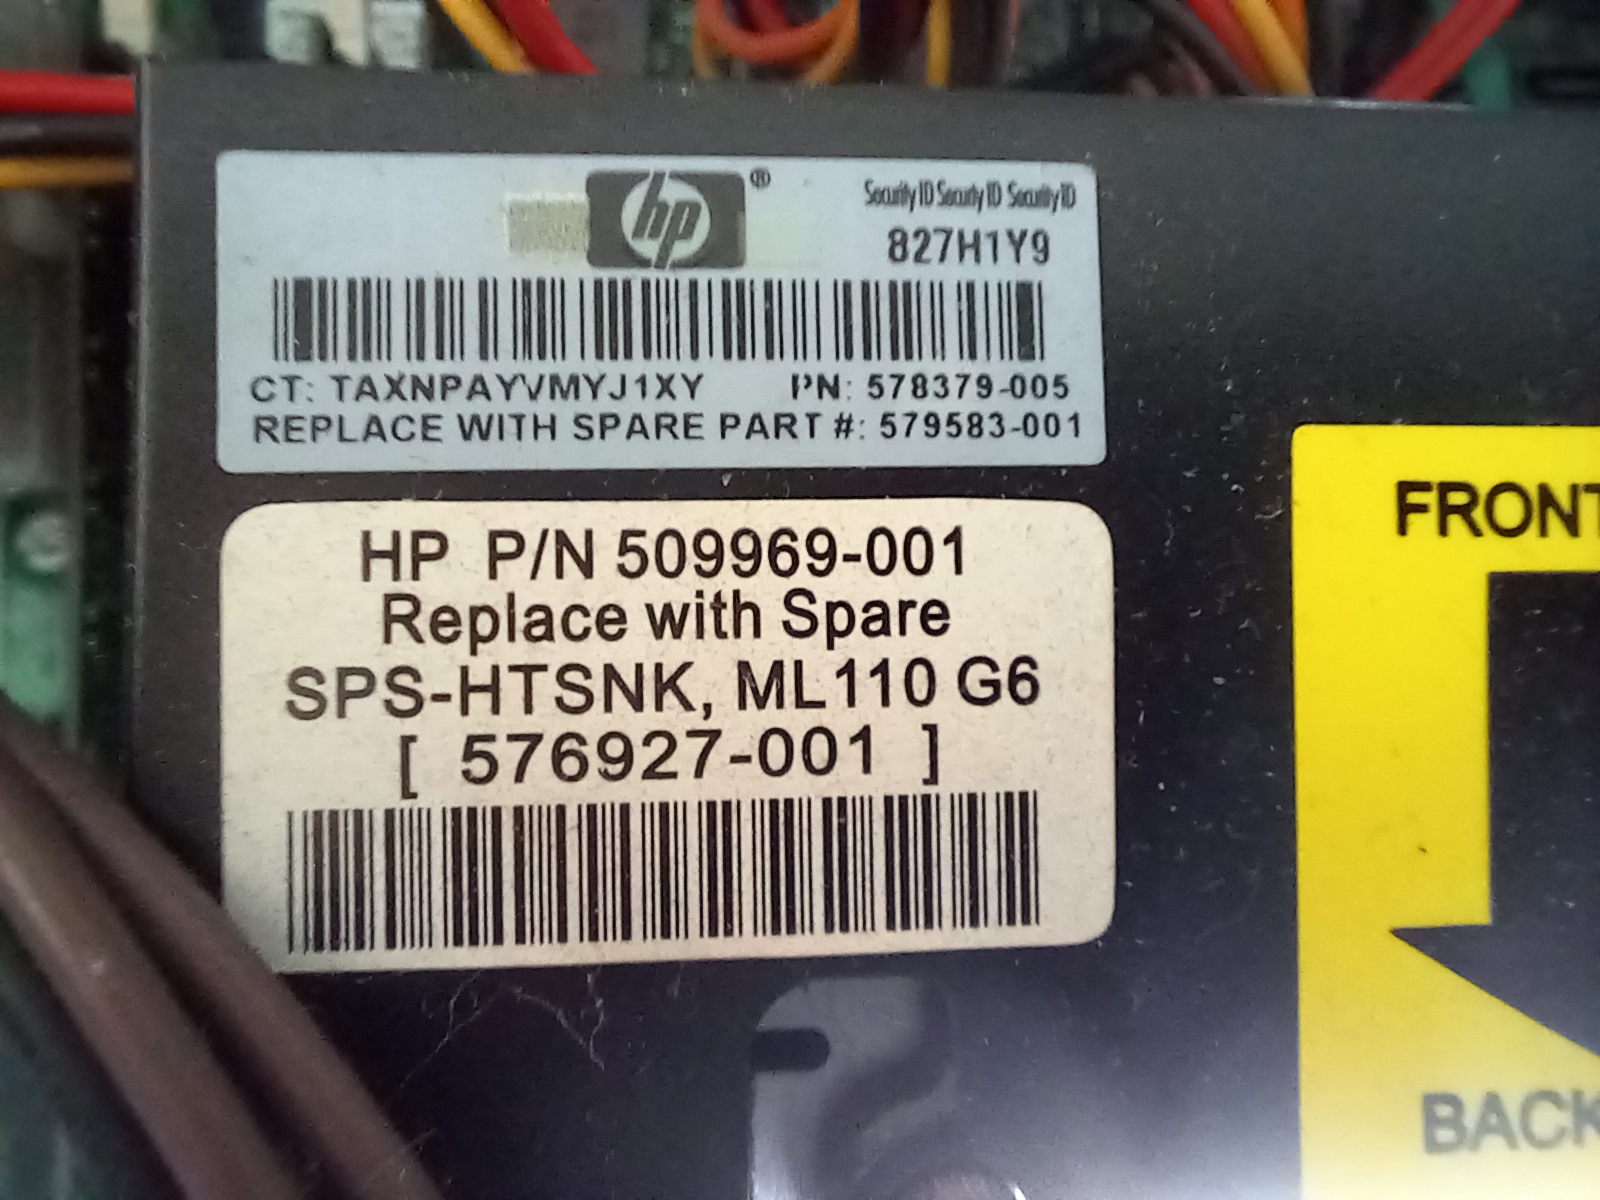 hp®
Security ID Security ID Security ID
827H1Y9
CT: TAXNPAYVMYJ1XY PN: 578379-005
REPLACE WITH SPARE PART #: 579583-001
HP P/N 509969-001
Replace with Spare
SPS-HTSNK, ML110 G6
[ 576927-001 ]
FRONT
BACK